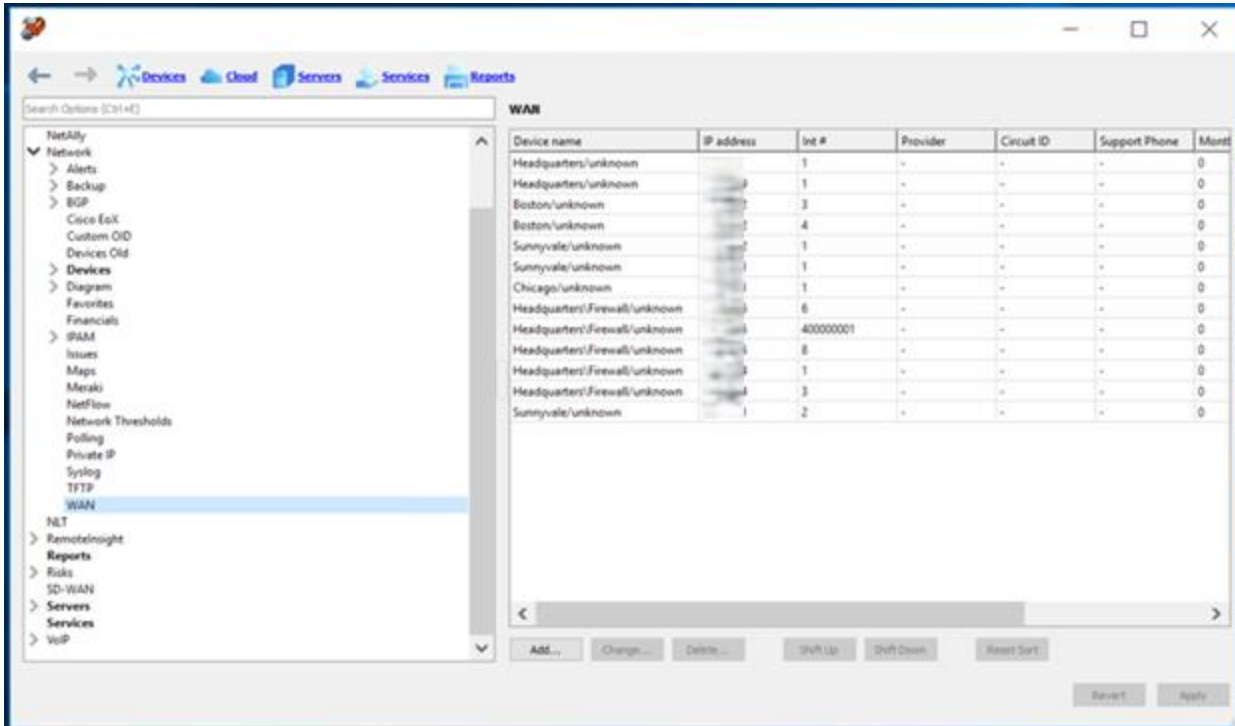 Devices Cloud Servers Services Reports
Search Options (Ctrl+E)
NetAlly
Network
Alerts
Backup
BGP
Cisco EoX
Custom OID
Devices Old
Devices
Diagram
Favorites
Financials
IPAM
Issues
Maps
Meraki
NetFlow
Network Thresholds
Polling
Private IP
Syslog
TFTP
WAN
NLT
RemoteInsight
Reports
Risks
SD-WAN
Servers
Services
VoIP
WAN
Device name IP address Int # Provider Circuit ID Support Phone Month
Headquarters/unknown 1 - - - 0
Headquarters/unknown 1 - - - 0
Boston/unknown 3 - - - 0
Boston/unknown 4 - - - 0
Sunnyvale/unknown 1 - - - 0
Sunnyvale/unknown 1 - - - 0
Chicago/unknown 1 - - - 0
Headquarters\Firewall/unknown 6 - - - 0
Headquarters\Firewall/unknown 400000001 - - - 0
Headquarters\Firewall/unknown 8 - - - 0
Headquarters\Firewall/unknown 1 - - - 0
Headquarters\Firewall/unknown 3 - - - 0
Sunnyvale/unknown 2 - - - 0
Add... Change... Delete... Shift Up Shift Down Reset Sort
Revert Apply